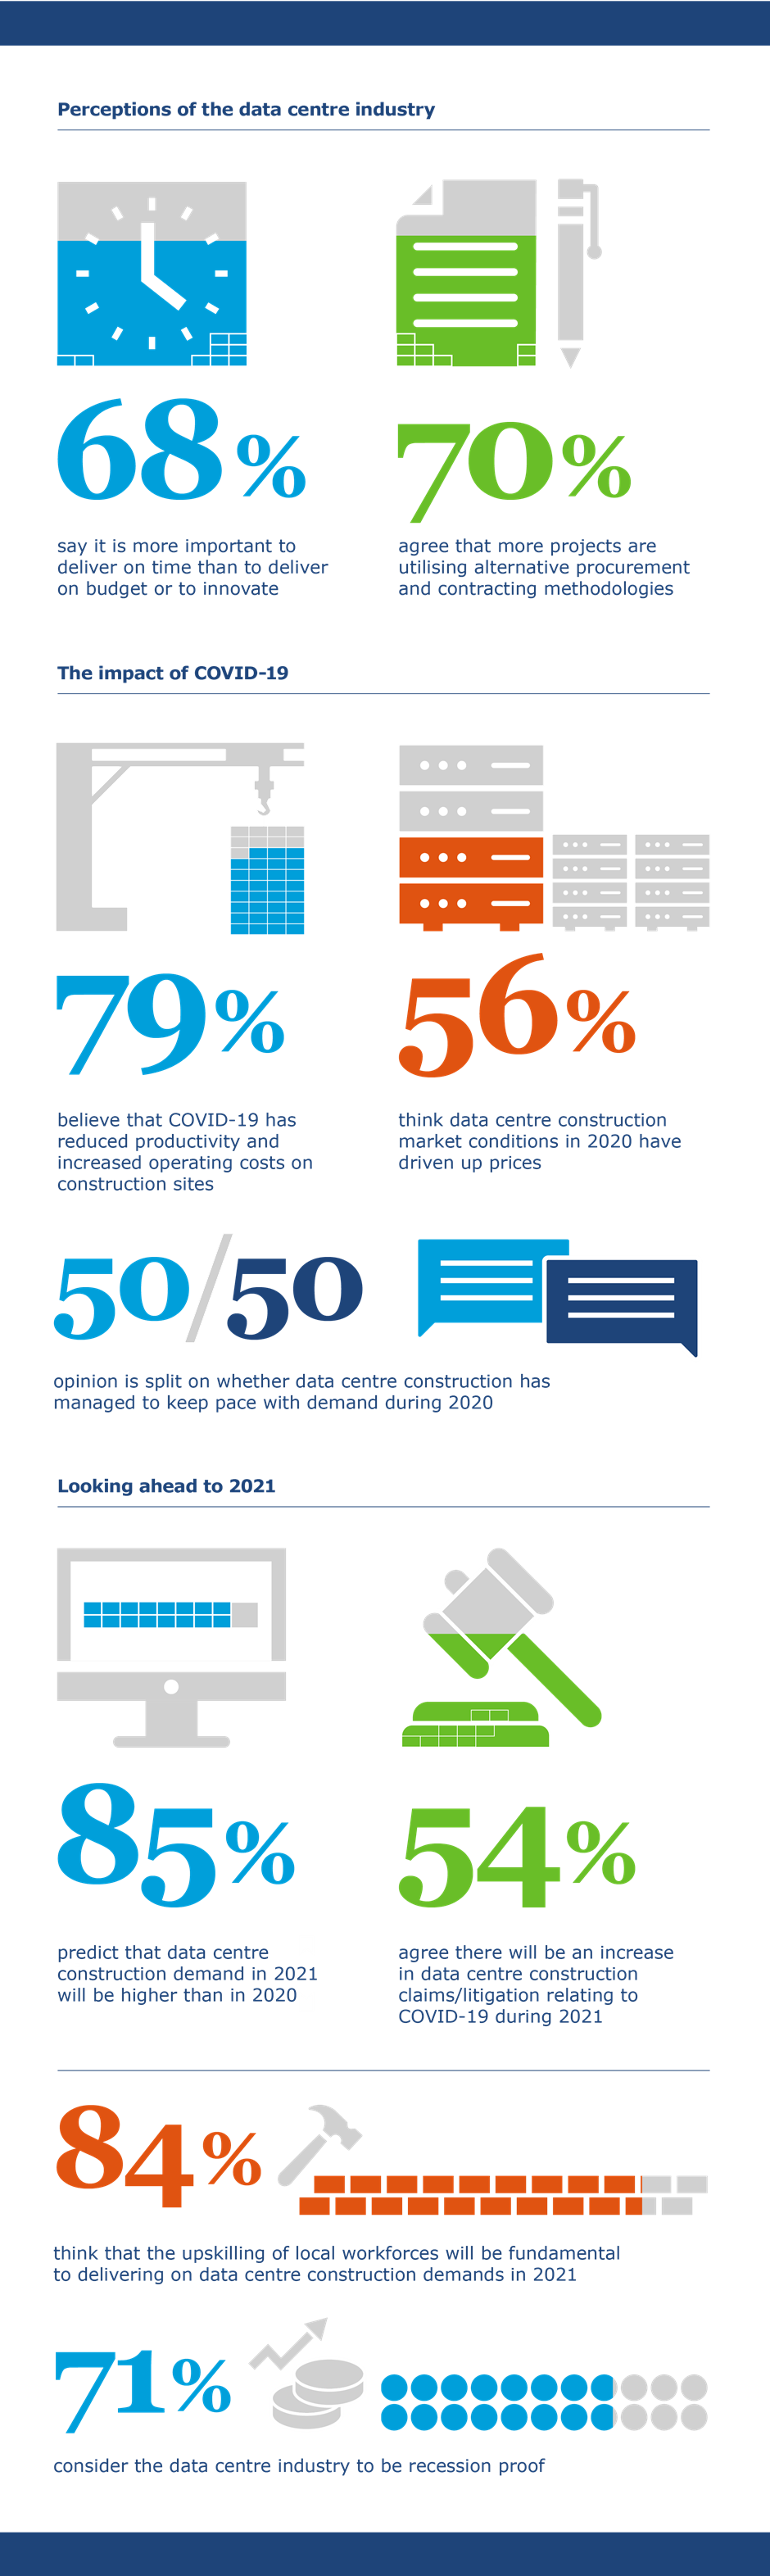 Perceptions of the data centre industry
68%
say it is more important to
deliver on time than to deliver
on budget or to innovate
70%
agree that more projects are
utilising alternative procurement
and contracting methodologies
The impact of COVID-19
79%
believe that COVID-19 has
reduced productivity and
increased operating costs on
construction sites
56%
think data centre construction
market conditions in 2020 have
driven up prices
50/50
opinion is split on whether data centre construction has
managed to keep pace with demand during 2020
Looking ahead to 2021
85%
predict that data centre
construction demand in 2021
will be higher than in 2020
54%
agree there will be an increase
in data centre construction
claims/litigation relating to
COVID-19 during 2021
84%
think that the upskilling of local workforces will be fundamental
to delivering on data centre construction demands in 2021
71%
consider the data centre industry to be recession proof